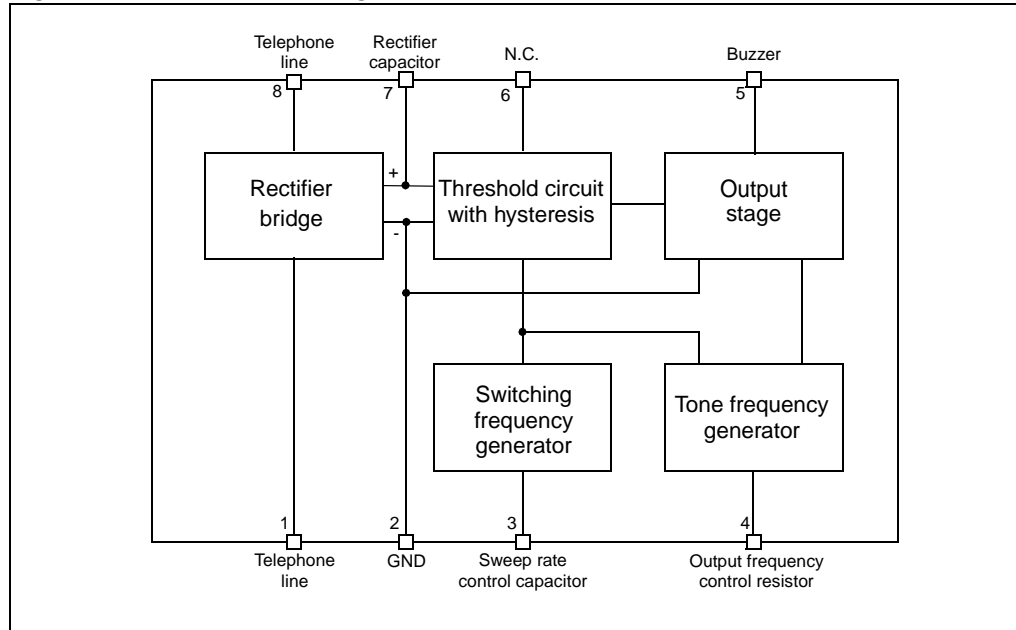 Telephone
line
Rectifier
capacitor
N.C.
Buzzer
8
7
6
5
Rectifier
bridge
+
-
Threshold circuit
with hysteresis
Output
stage
Switching
frequency
generator
Tone frequency
generator
1
2
3
4
Telephone
line
GND
Sweep rate
control capacitor
Output frequency
control resistor